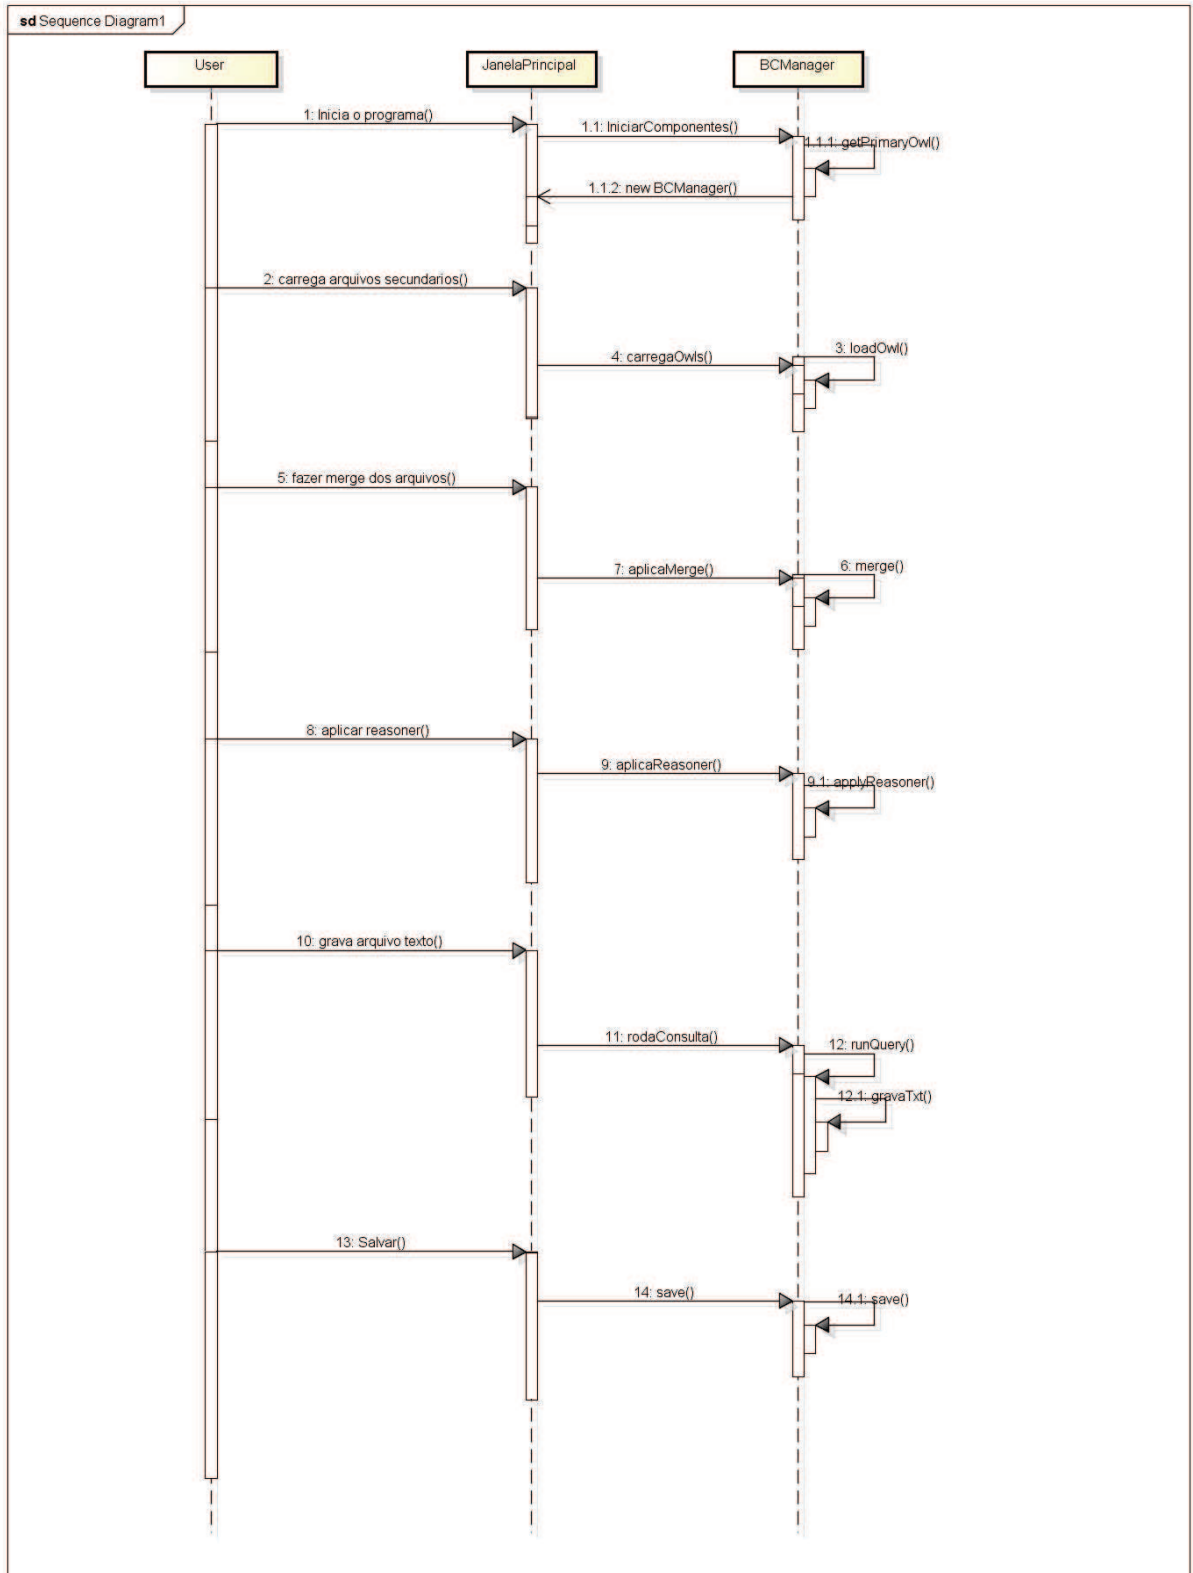 sd Sequence Diagram1
User
JanelaPrincipal
BCManager
1: Inicia o programa()
1.1: IniciarComponentes()
1.1.1: getPrimaryOwl()
1.1.2: new BCManager()
2: carrega arquivos secundarios()
3: loadOwl()
4: carregaOwls()
5: fazer merge dos arquivos()
6: merge()
7: aplicaMerge()
8: aplicar reasoner()
9: aplicaReasoner()
9.1: applyReasoner()
10: grava arquivo texto()
11: rodaConsulta()
12: runQuery()
12.1: gravaTxt()
13: Salvar()
14: save()
14.1: save()